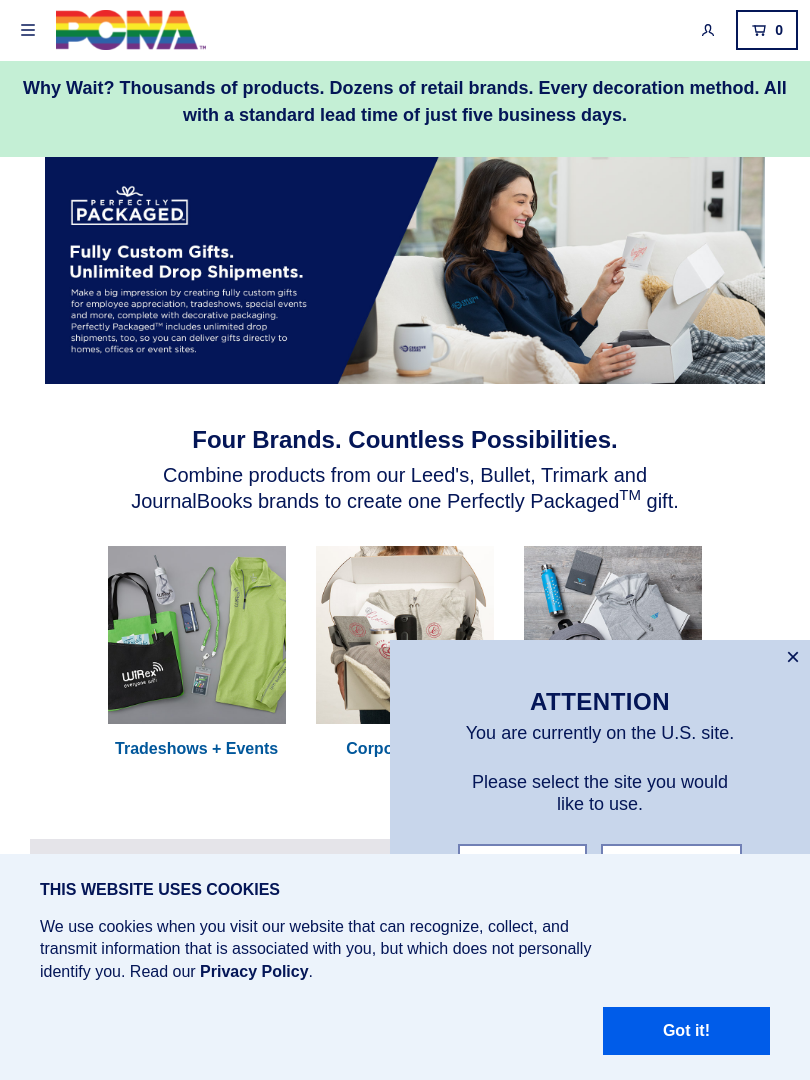 PCNA™
0
Why Wait? Thousands of products. Dozens of retail brands. Every decoration method. All
with a standard lead time of just five business days.
PERFECTLY
PACKAGED
Fully Custom Gifts.
Unlimited Drop Shipments.
Make a big impression by creating fully custom gifts
for employee appreciation, tradeshows, special events
and more, complete with decorative packaging.
Perfectly Packaged™ includes unlimited drop
shipments, too, so you can deliver gifts directly to
homes, offices or event sites.
Four Brands. Countless Possibilities.
Combine products from our Leed's, Bullet, Trimark and
JournalBooks brands to create one Perfectly Packaged™ gift.
WiRex
everyone wifi
Tradeshows + Events
×
ATTENTION
You are currently on the U.S. site.
Please select the site you would
like to use.
THIS WEBSITE USES COOKIES
We use cookies when you visit our website that can recognize, collect, and
transmit information that is associated with you, but which does not personally
identify you. Read our Privacy Policy.
Got it!